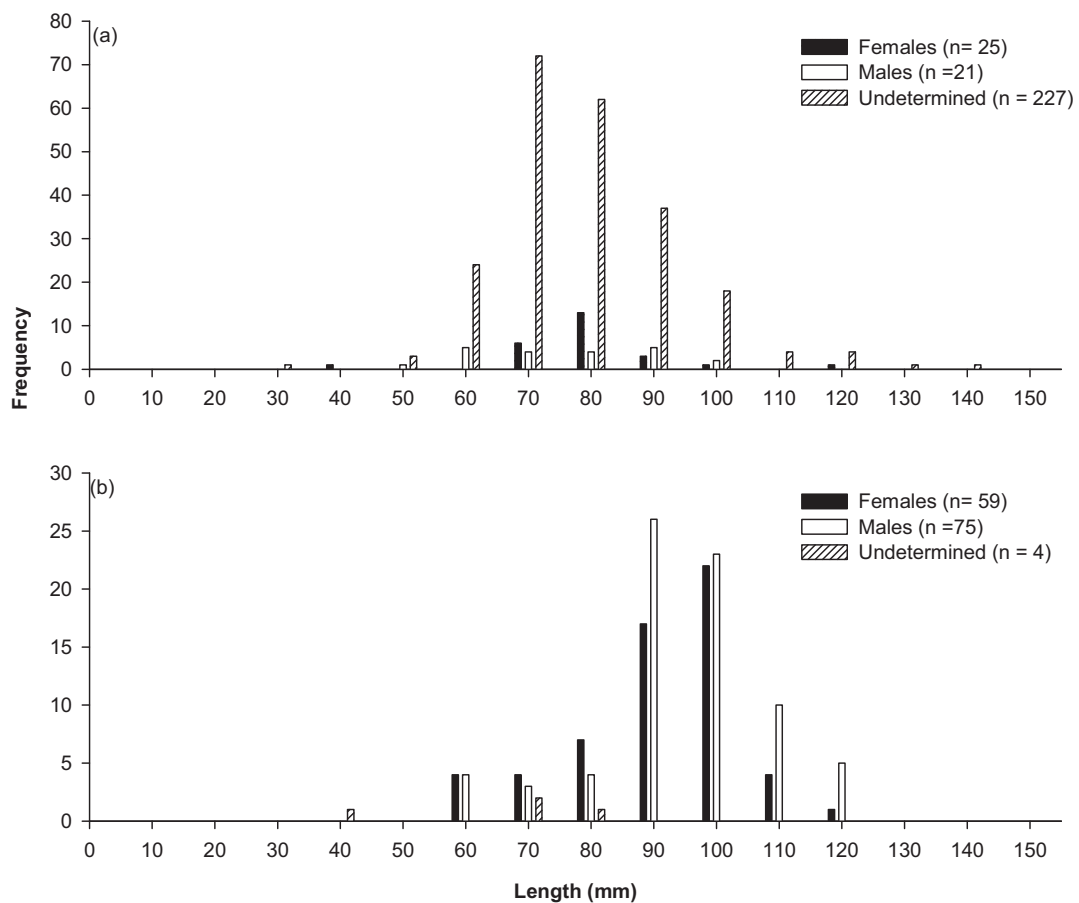 (a)
Females (n= 25)
Males (n =21)
Undetermined (n = 227)
80
70
60
50
40
30
20
10
0
0 10 20 30 40 50 60 70 80 90 100 110 120 130 140 150
Frequency
(b)
Females (n= 59)
Males (n =75)
Undetermined (n = 4)
30
25
20
15
10
5
0
0 10 20 30 40 50 60 70 80 90 100 110 120 130 140 150
Length (mm)